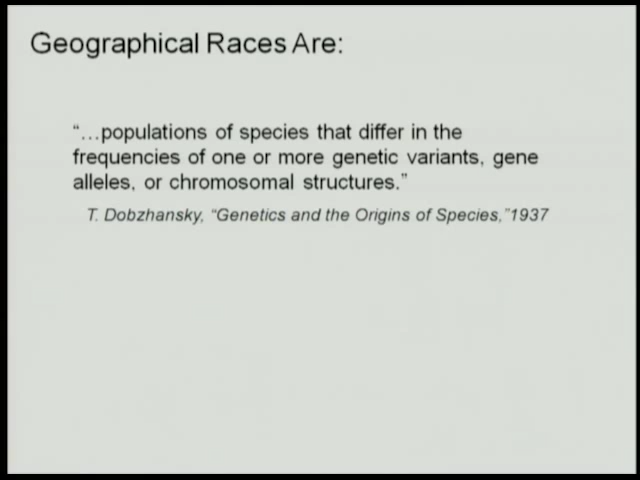 Geographical Races Are:
“…populations of species that differ in the
frequencies of one or more genetic variants, gene
alleles, or chromosomal structures.”
T. Dobzhansky, “Genetics and the Origins of Species,”1937